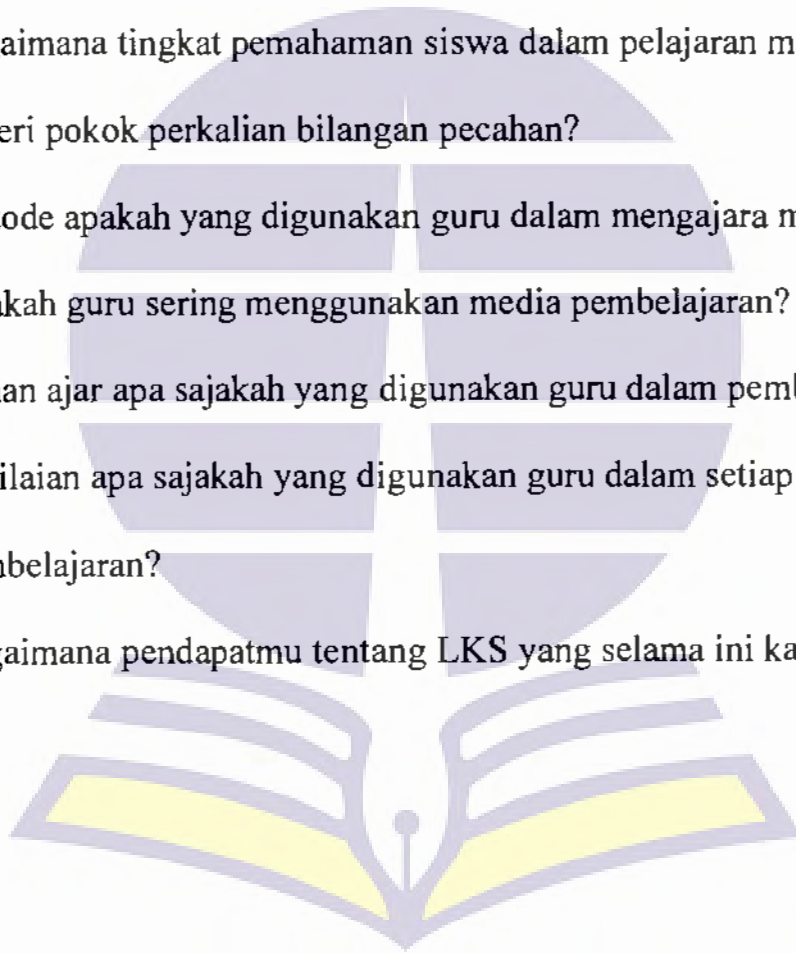 aimana tingkat pemahaman siswa dalam pelajaran m
eri pokok perkalian bilangan pecahan?
ode apakah yang digunakan guru dalam mengajara m
kah guru sering menggunakan media pembelajaran?
an ajar apa sajakah yang digunakan guru dalam pemb
ilaian apa sajakah yang digunakan guru dalam setiap
belajaran?
gaimana pendapatmu tentang LKS yang selama ini ka